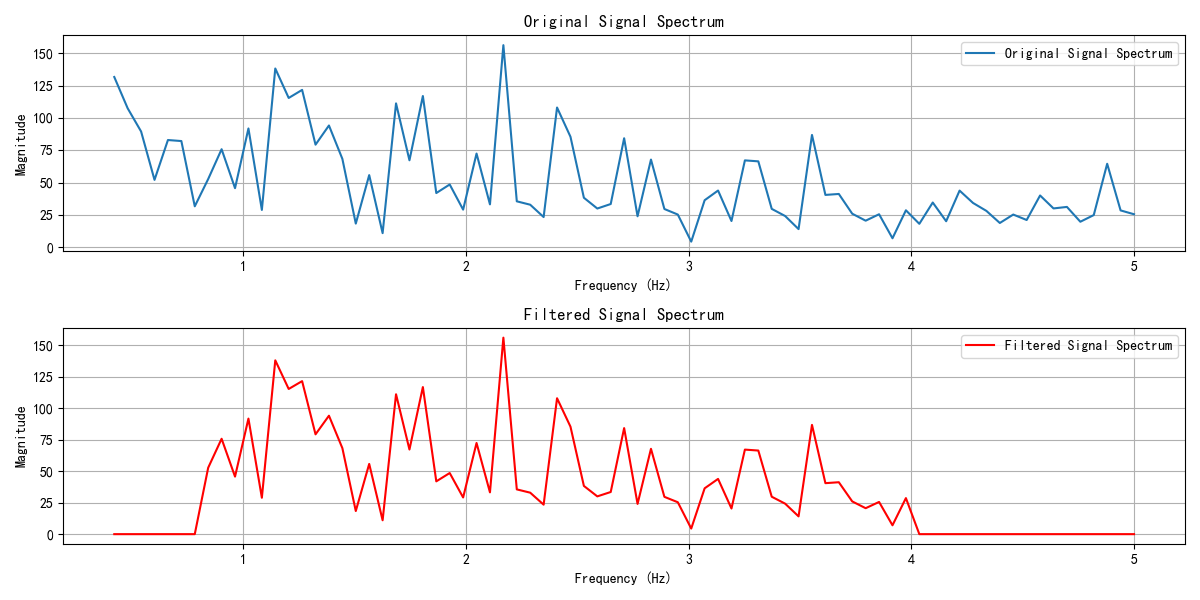 Original Signal Spectrum
Original Signal Spectrum
Magnitude
150
125
100
75
50
25
0
1 2 3 4 5
Frequency (Hz)
Filtered Signal Spectrum
Filtered Signal Spectrum
Magnitude
150
125
100
75
50
25
0
1 2 3 4 5
Frequency (Hz)